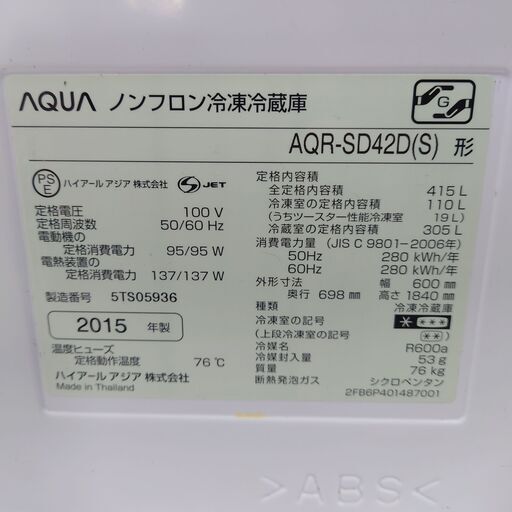 AQUA ノンフロン冷凍冷蔵庫
G
AQR-SD42D(S) 形
PSE ハイアール アジア 株式会社 S JET
定格電圧 100 V
定格周波数 50/60 Hz
電動機の
定格消費電力 95/95 W
電熱装置の
定格消費電力 137/137 W
製造番号 5TS05936
2015 年製
温度ヒューズ
定格動作温度 76℃
ハイアール アジア 株式会社
Made in Thailand
定格内容積
全定格内容積 415 L
冷凍室の定格内容積 110 L
(うちツースター性能冷凍室 19 L)
冷蔵室の定格内容積 305 L
消費電力量 (JIS C 9801-2006年)
50Hz 280 kWh/年
60Hz 280 kWh/年
外形寸法 幅 600 mm
奥行 698 mm 高さ 1840 mm
種類 冷凍冷蔵庫
冷凍室の記号
(上段冷凍室の記号)
冷媒名 R600a
冷媒封入量 53 g
質量 76 kg
断熱発泡ガス シクロペンタン
2FB6P401487001
>ABS<